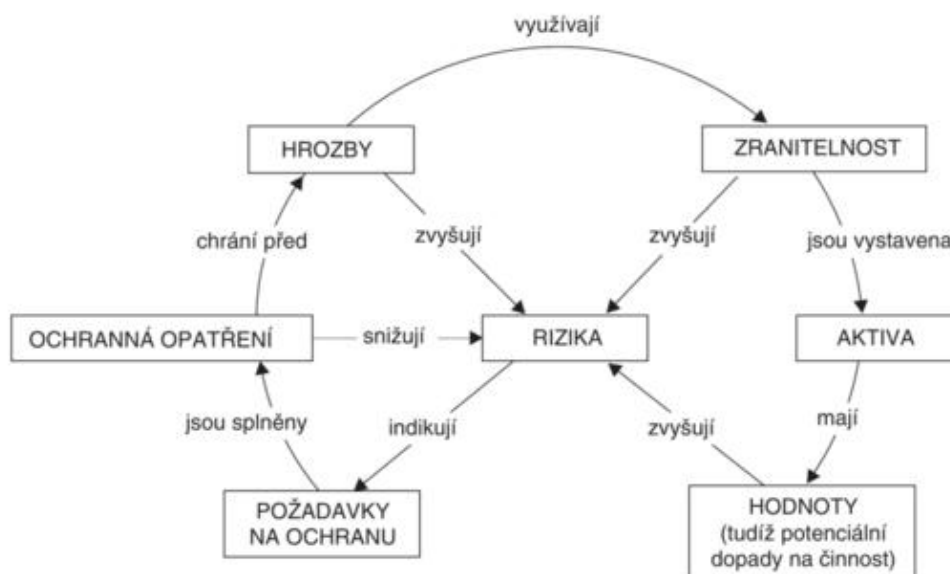 využívají
HROZBY
ZRANITELNOST
chrání před
zvyšují
zvyšují
jsou vystavena
OCHRANNÁ OPATŘENÍ
snižují
RIZIKA
AKTIVA
jsou splněny
indikují
zvyšují
mají
POŽADAVKY
NA OCHRANU
HODNOTY
(tudíž potenciální
dopady na činnost)